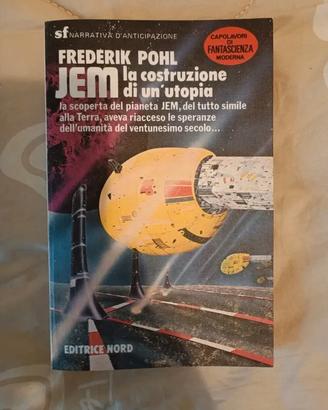 sf NARRATIVA D'ANTICIPAZIONE
CAPOLAVORI
DI
FANTASCIENZA
MODERNA
FREDERIK POHL
JEM la costruzione
di un'utopia
la scoperta del pianeta JEM, del tutto simile
alla Terra, aveva riacceso le speranze
dell'umanità del ventunesimo secolo...
EDITRICE NORD